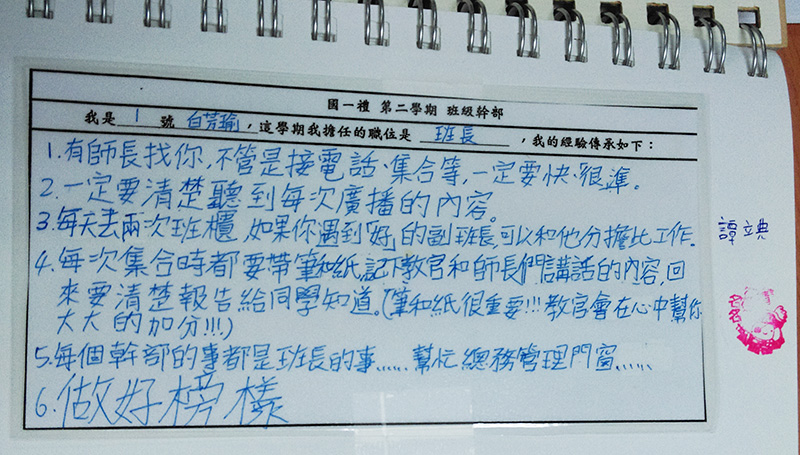 國一禮 第二學期 班級幹部
我是 1 號 白芳瑜，這學期我擔任的職位是 班長 ，我的經驗傳承如下：
1.有師長找你,不管是接電話、集合等,一定要快、狠、準。
2.一定要清楚聽到每次廣播的內容。
3.每天去兩次班櫃,如果你遇到"好"的副班長,可以和他分擔此工作。
4.每次集合時都要帶筆和紙,記下教官和師長們講話的內容,回
來要清楚報告給同學知道。(筆和紙很重要!!!教官會在心中幫你
大大的加分!!!)
5.每個幹部的事都是班長的事......幫忙總務管理門窗......
6.做好榜樣
譚立典